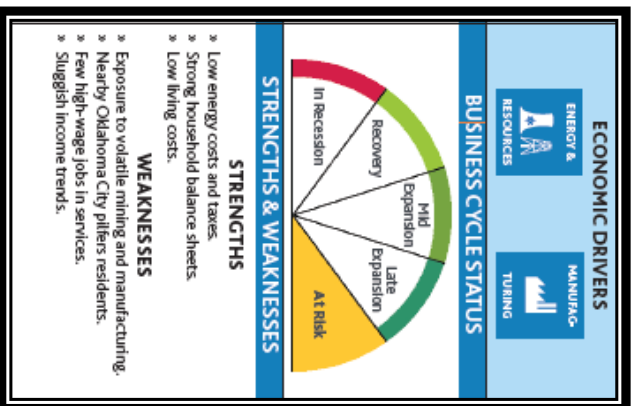 ECONOMIC DRIVERS
ENERGY &
RESOURCES
MANUFAG-
TURING
BUSINESS CYCLE STATUS
In Recession
Recovery
Mid
Expansion
Late
Expansion
At Risk
STRENGTHS & WEAKNESSES
STRENGTHS
» Low energy costs and taxes.
» Strong household balance sheets.
» Low living costs.
WEAKNESSES
» Exposure to volatile mining and manufacturing.
» Nearby Oklahoma City pilfers residents.
» Few high-wage jobs in services.
» Sluggish income trends.